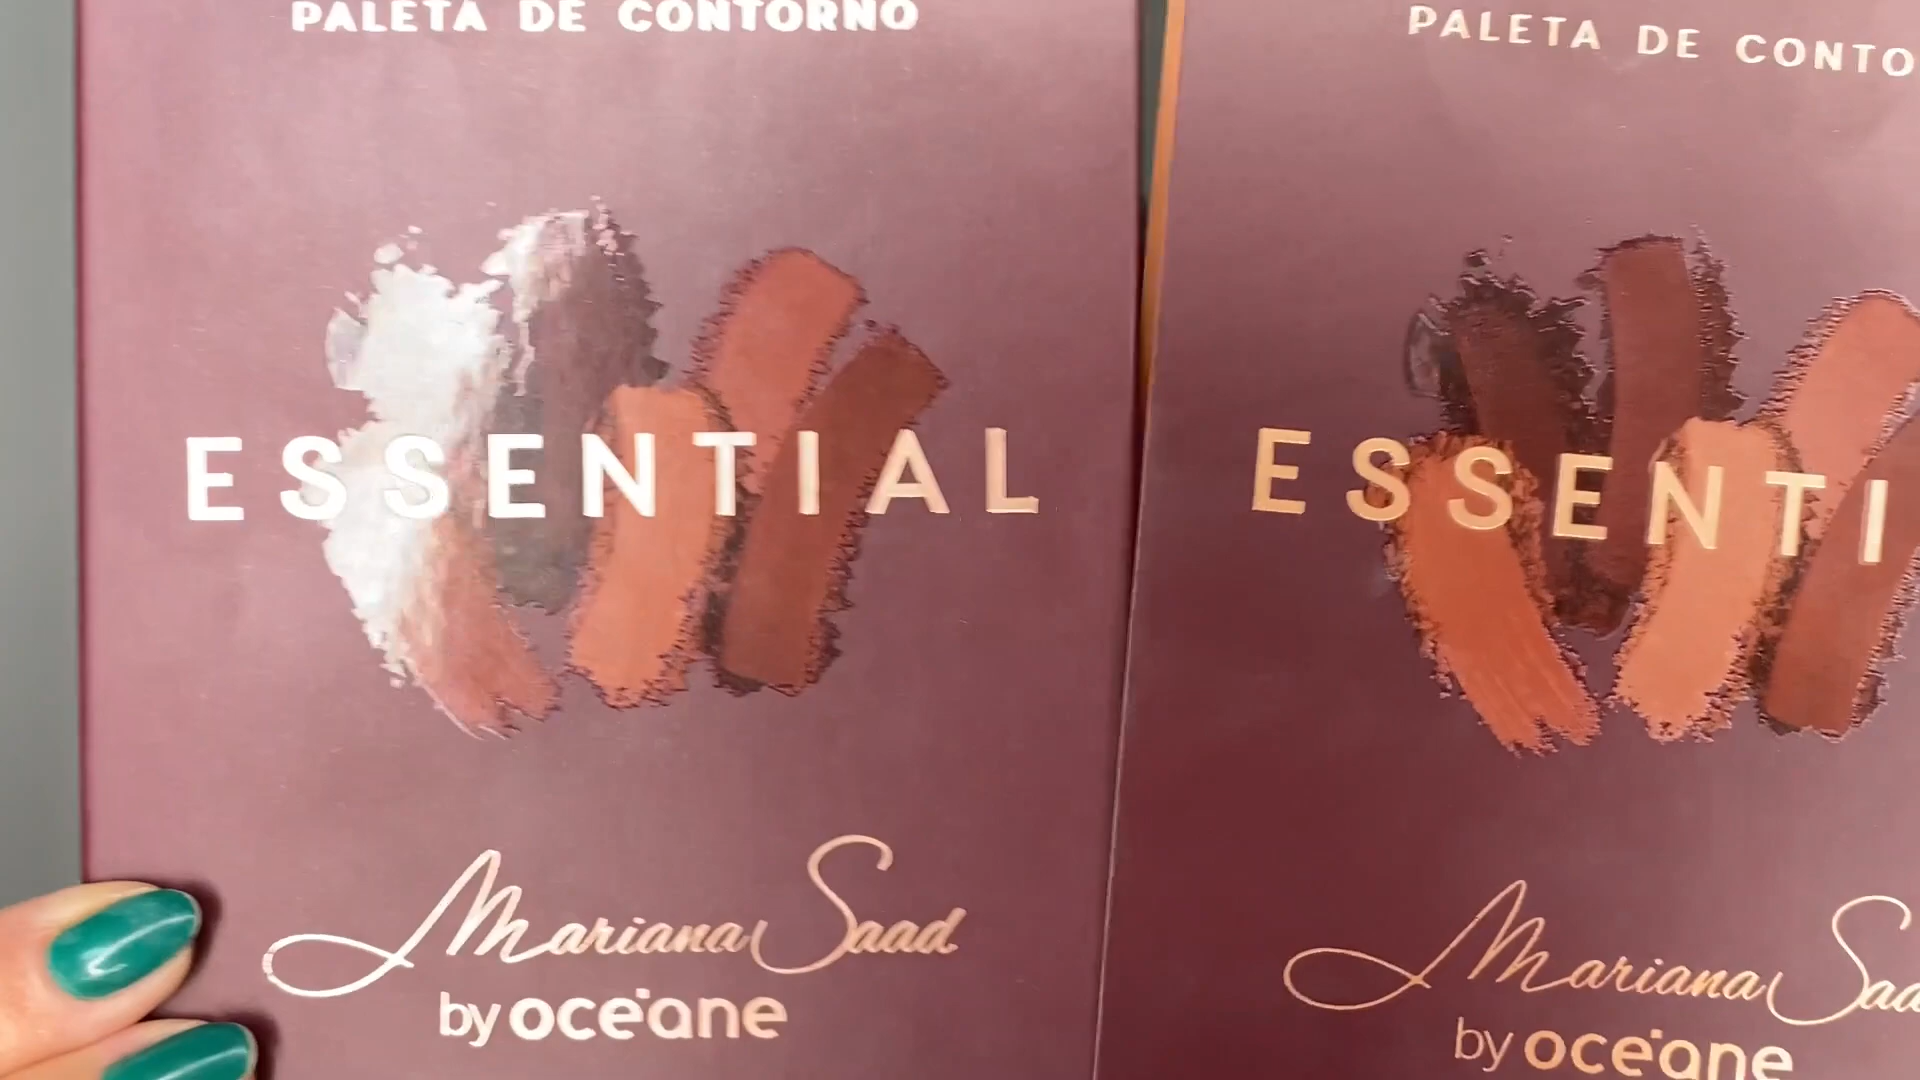 PALETA DE CONTORNO
ESSENTIAL
Mariana Saad
by océane
PALETA DE CONTO
ESSENTI
Mariana Saa
by océane